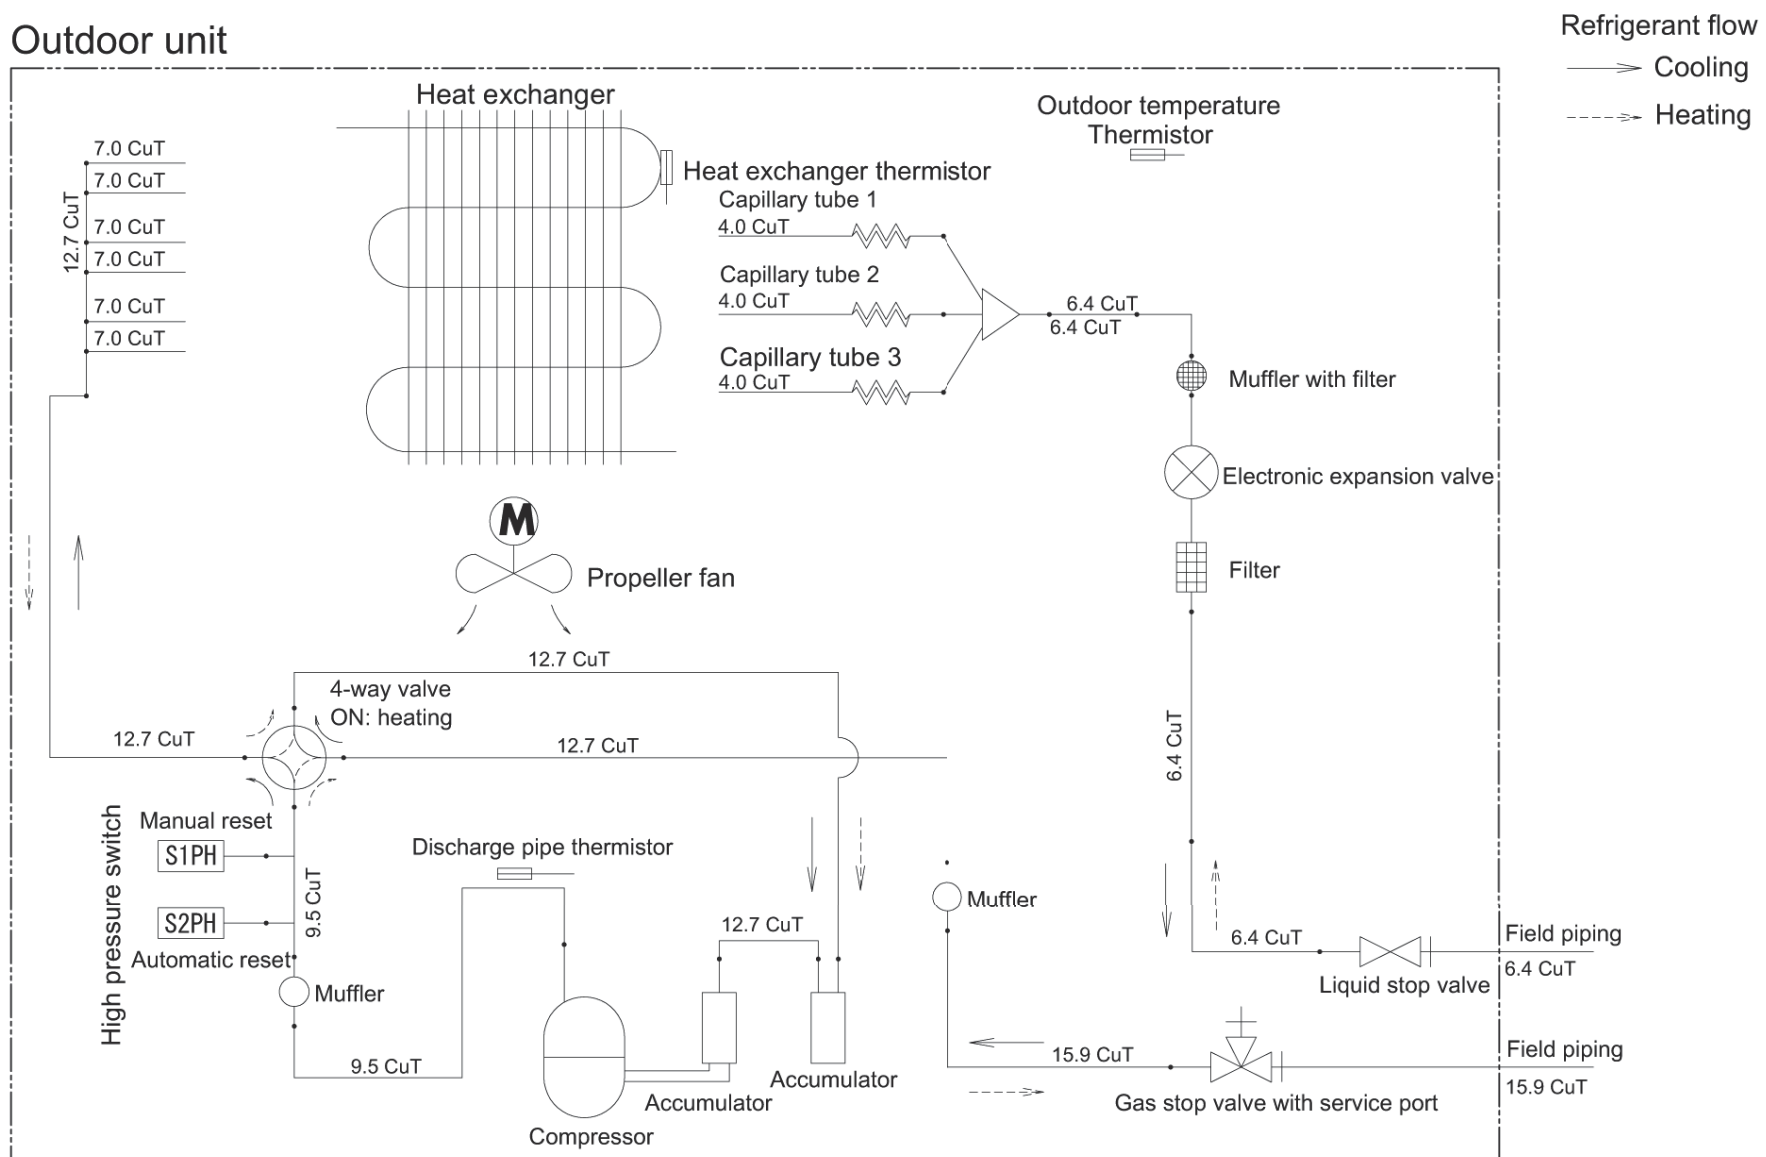 Outdoor unit
Refrigerant flow
Cooling
Heating
Heat exchanger
Outdoor temperature
Thermistor
Heat exchanger thermistor
7.0 CuT
7.0 CuT
7.0 CuT
7.0 CuT
7.0 CuT
7.0 CuT
12.7 CuT
Capillary tube 1
4.0 CuT
Capillary tube 2
4.0 CuT
Capillary tube 3
4.0 CuT
6.4 CuT
6.4 CuT
Muffler with filter
Electronic expansion valve
Filter
M
Propeller fan
12.7 CuT
4-way valve
ON: heating
12.7 CuT
12.7 CuT
6.4 CuT
High pressure switch
Manual reset
S1PH
9.5 CuT
S2PH
Automatic reset
Muffler
Discharge pipe thermistor
9.5 CuT
12.7 CuT
Accumulator
Accumulator
Compressor
Muffler
6.4 CuT
Liquid stop valve
Field piping
6.4 CuT
15.9 CuT
Gas stop valve with service port
Field piping
15.9 CuT